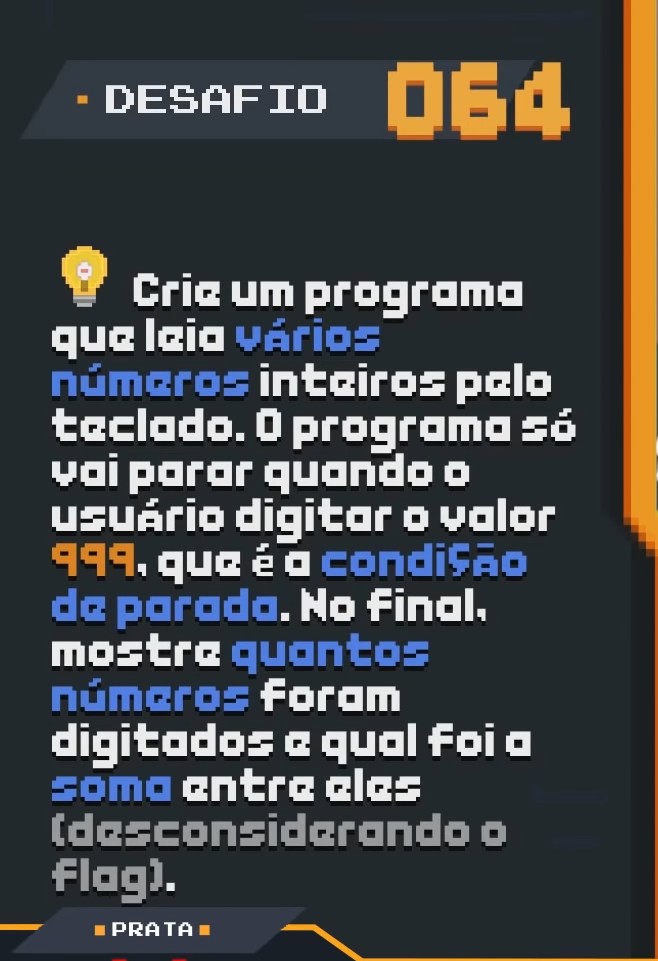 DESAFIO 064
Crie um programa
que leia vários
números inteiros pelo
teclado. O programa só
vai parar quando o
usuário digitar o valor
999, que é a condição
de parada. No final,
mostre quantos
números foram
digitados e qual foi a
soma entre eles
(desconsiderando o
flag).
PRATA